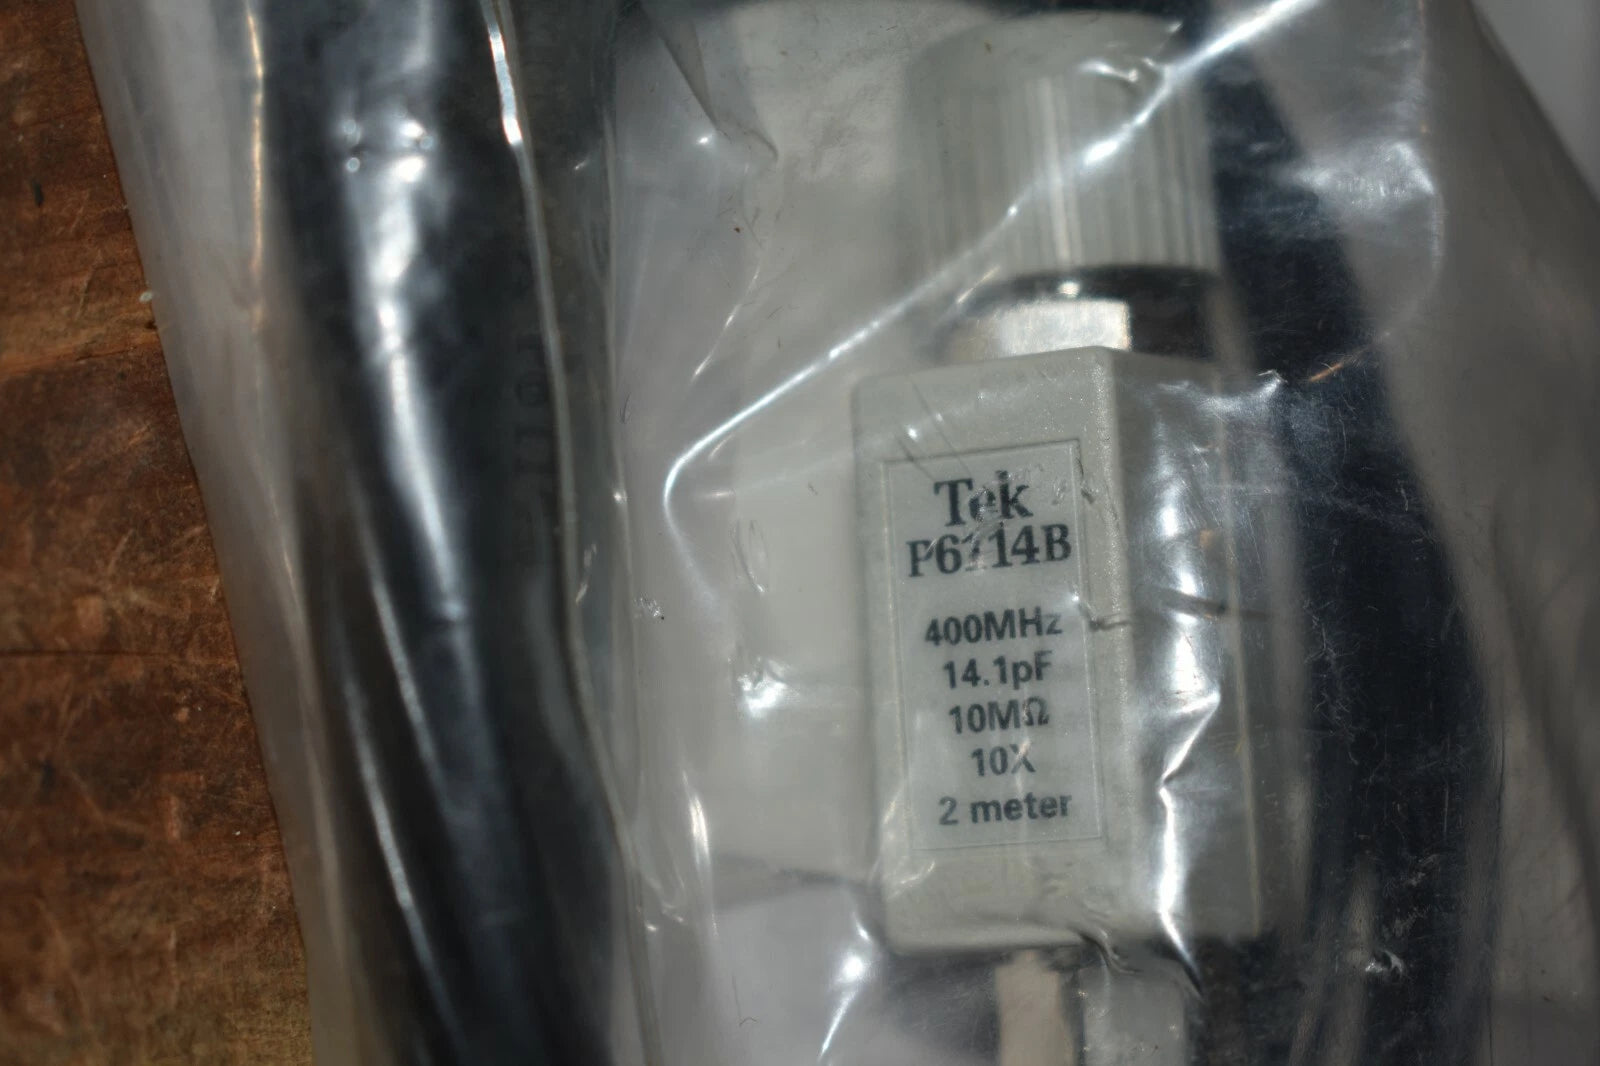 Tek
P6114B
400MHz
14.1pF
10MΩ
10X
2 meter